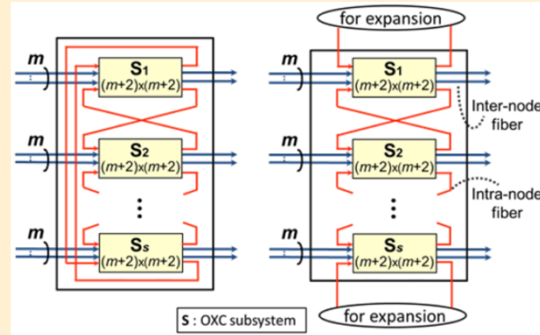 for expansion
m
S1
(m+2)x(m+2)
m
S2
(m+2)x(m+2)
⋮
m
Ss
(m+2)x(m+2)
m
S1
(m+2)x(m+2)
Inter-node
fiber
m
S2
(m+2)x(m+2)
Intra-node
fiber
⋮
m
Ss
(m+2)x(m+2)
S : OXC subsystem
for expansion